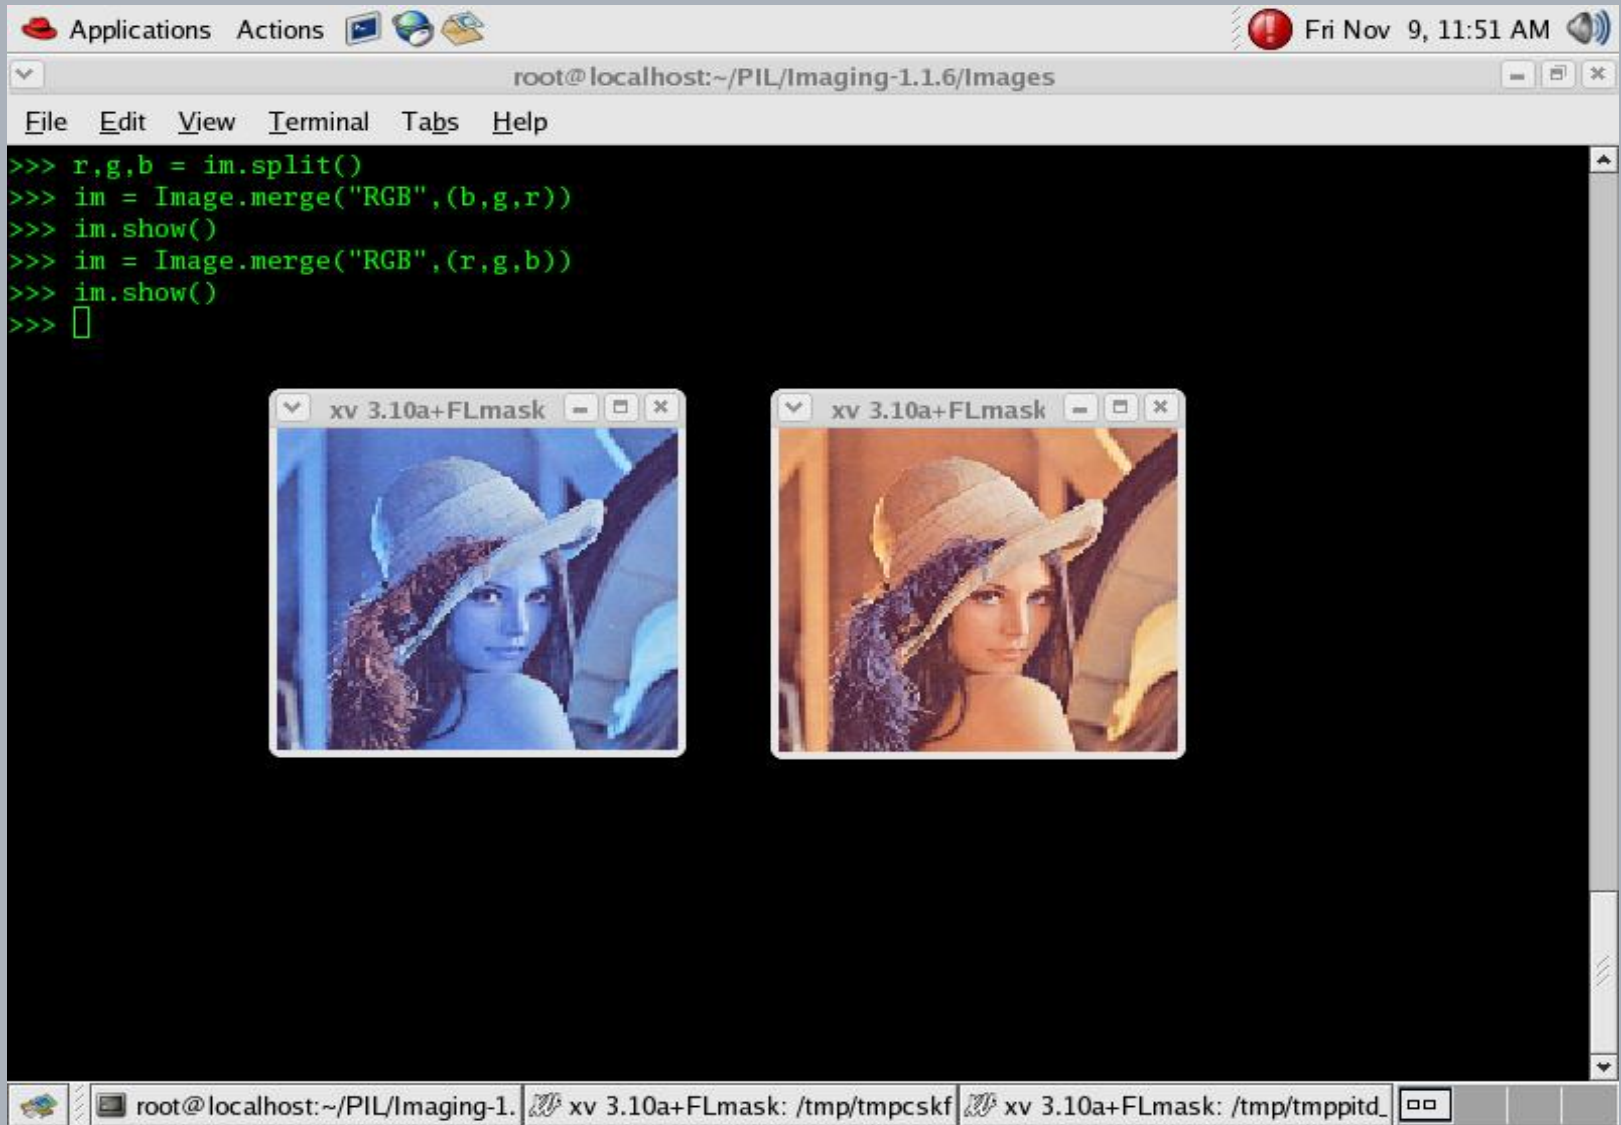 Applications Actions Fri Nov 9, 11:51 AM
root@localhost:~/PIL/Imaging-1.1.6/Images
File Edit View Terminal Tabs Help
>>> r,g,b = im.split()
>>> im = Image.merge("RGB",(b,g,r))
>>> im.show()
>>> im = Image.merge("RGB",(r,g,b))
>>> im.show()
>>>
xv 3.10a+FLmask xv 3.10a+FLmask
root@localhost:~/PIL/Imaging-1. xv 3.10a+FLmask: /tmp/tmpcskf xv 3.10a+FLmask: /tmp/tmppitd_